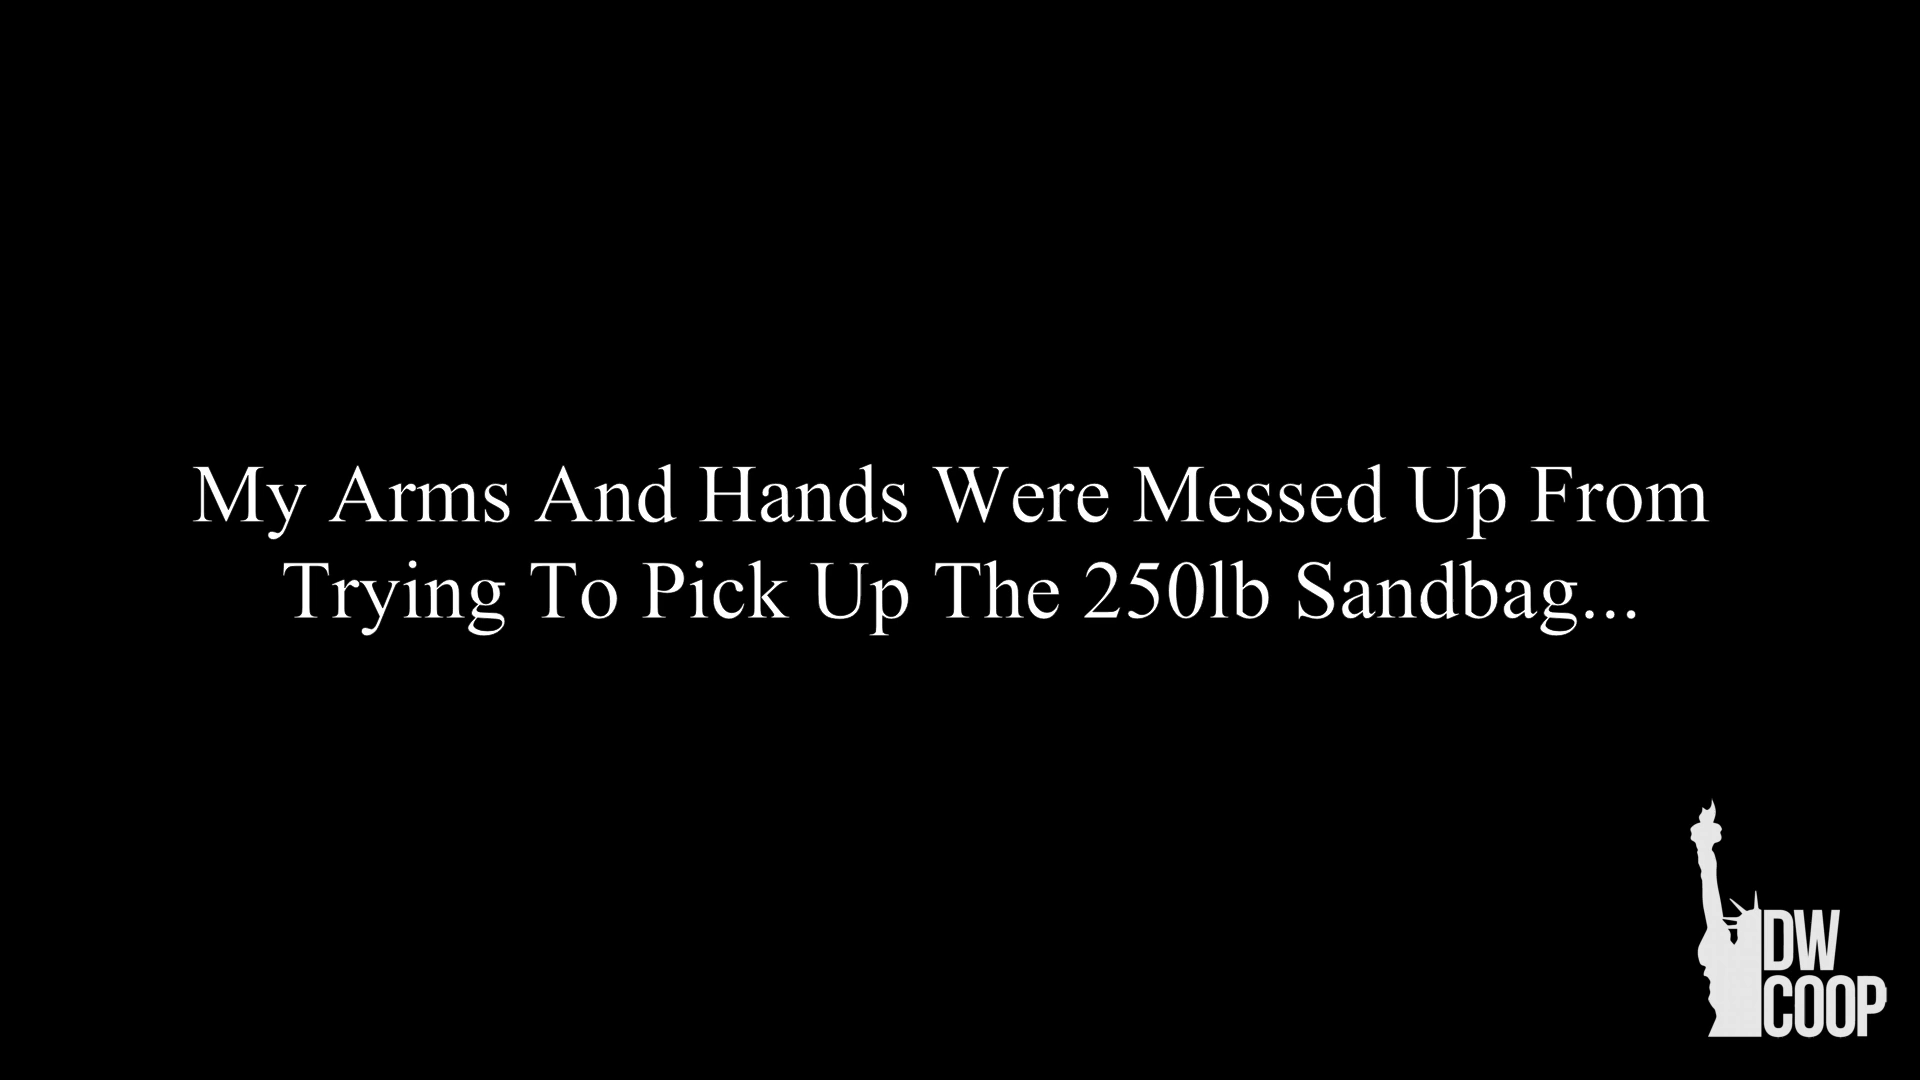 My Arms And Hands Were Messed Up From
Trying To Pick Up The 250lb Sandbag...
DW
COOP